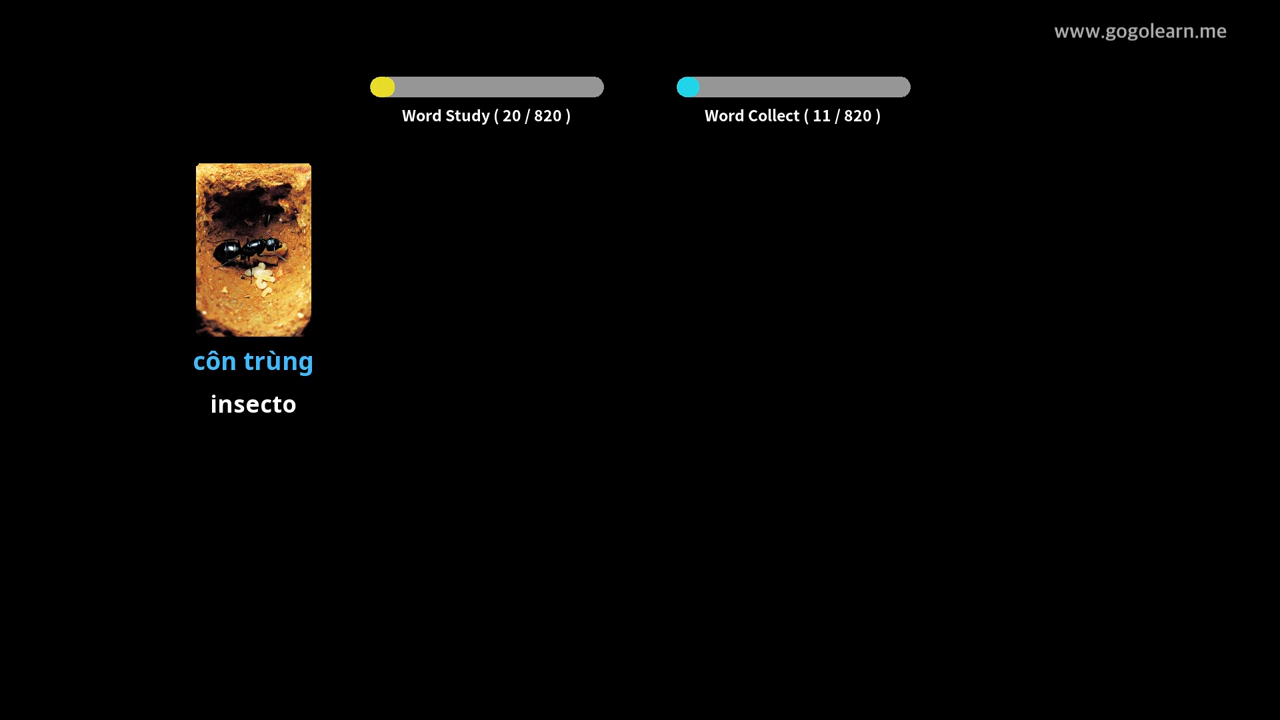 www.gogolearn.me
Word Study ( 20 / 820 )
Word Collect ( 11 / 820 )
côn trùng
insecto